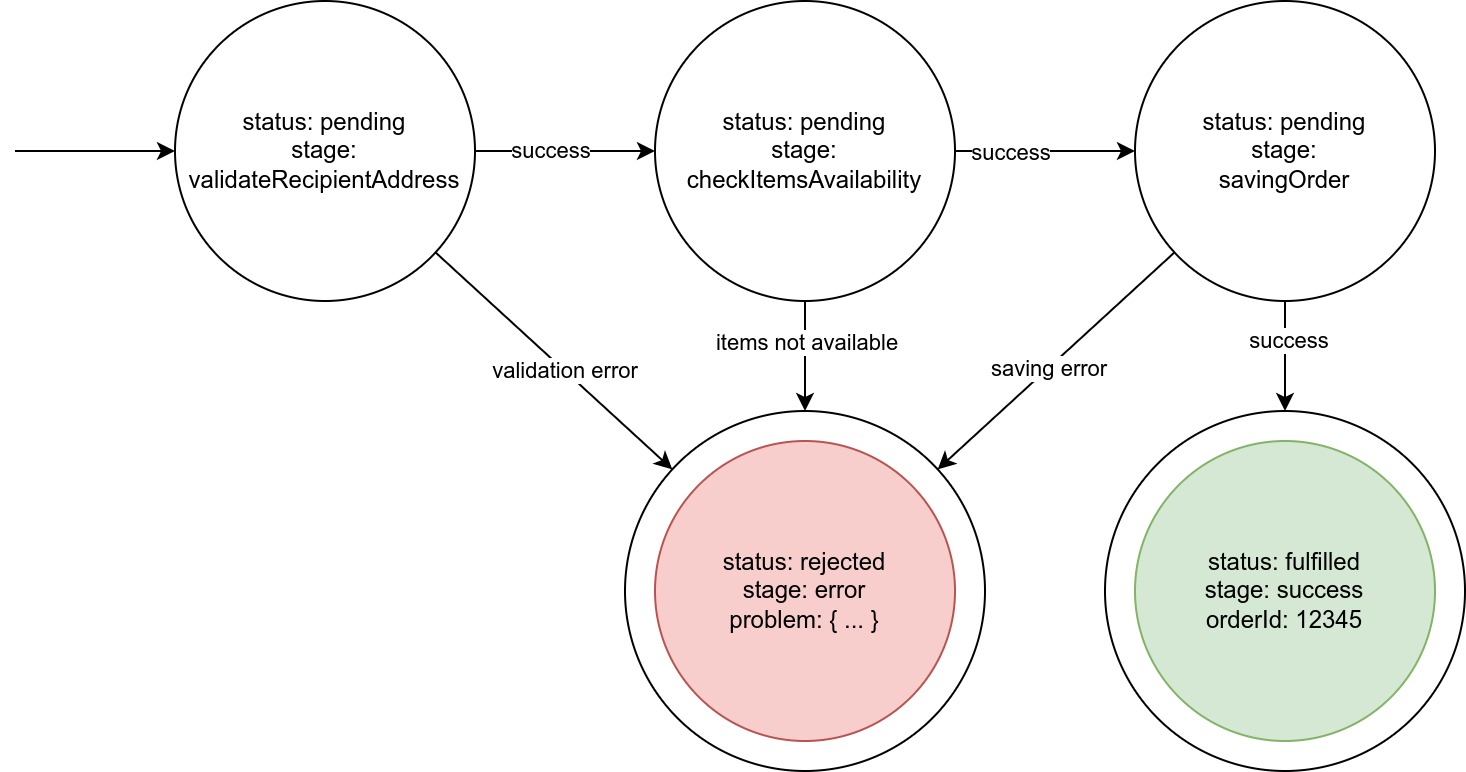 status: pending
stage:
validateRecipientAddress
success
status: pending
stage:
checkItemsAvailability
success
status: pending
stage:
savingOrder
validation error
items not available
saving error
success
status: rejected
stage: error
problem: { ... }
status: fulfilled
stage: success
orderId: 12345